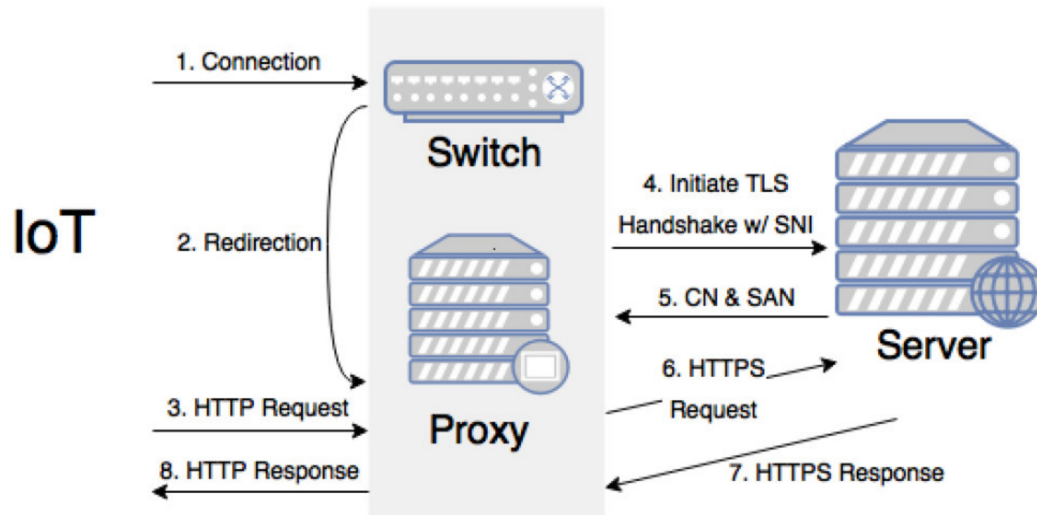 1. Connection
Switch
IoT
2. Redirection
4. Initiate TLS
Handshake w/ SNI
5. CN & SAN
Server
6. HTTPS
Request
3. HTTP Request
Proxy
7. HTTPS Response
8. HTTP Response